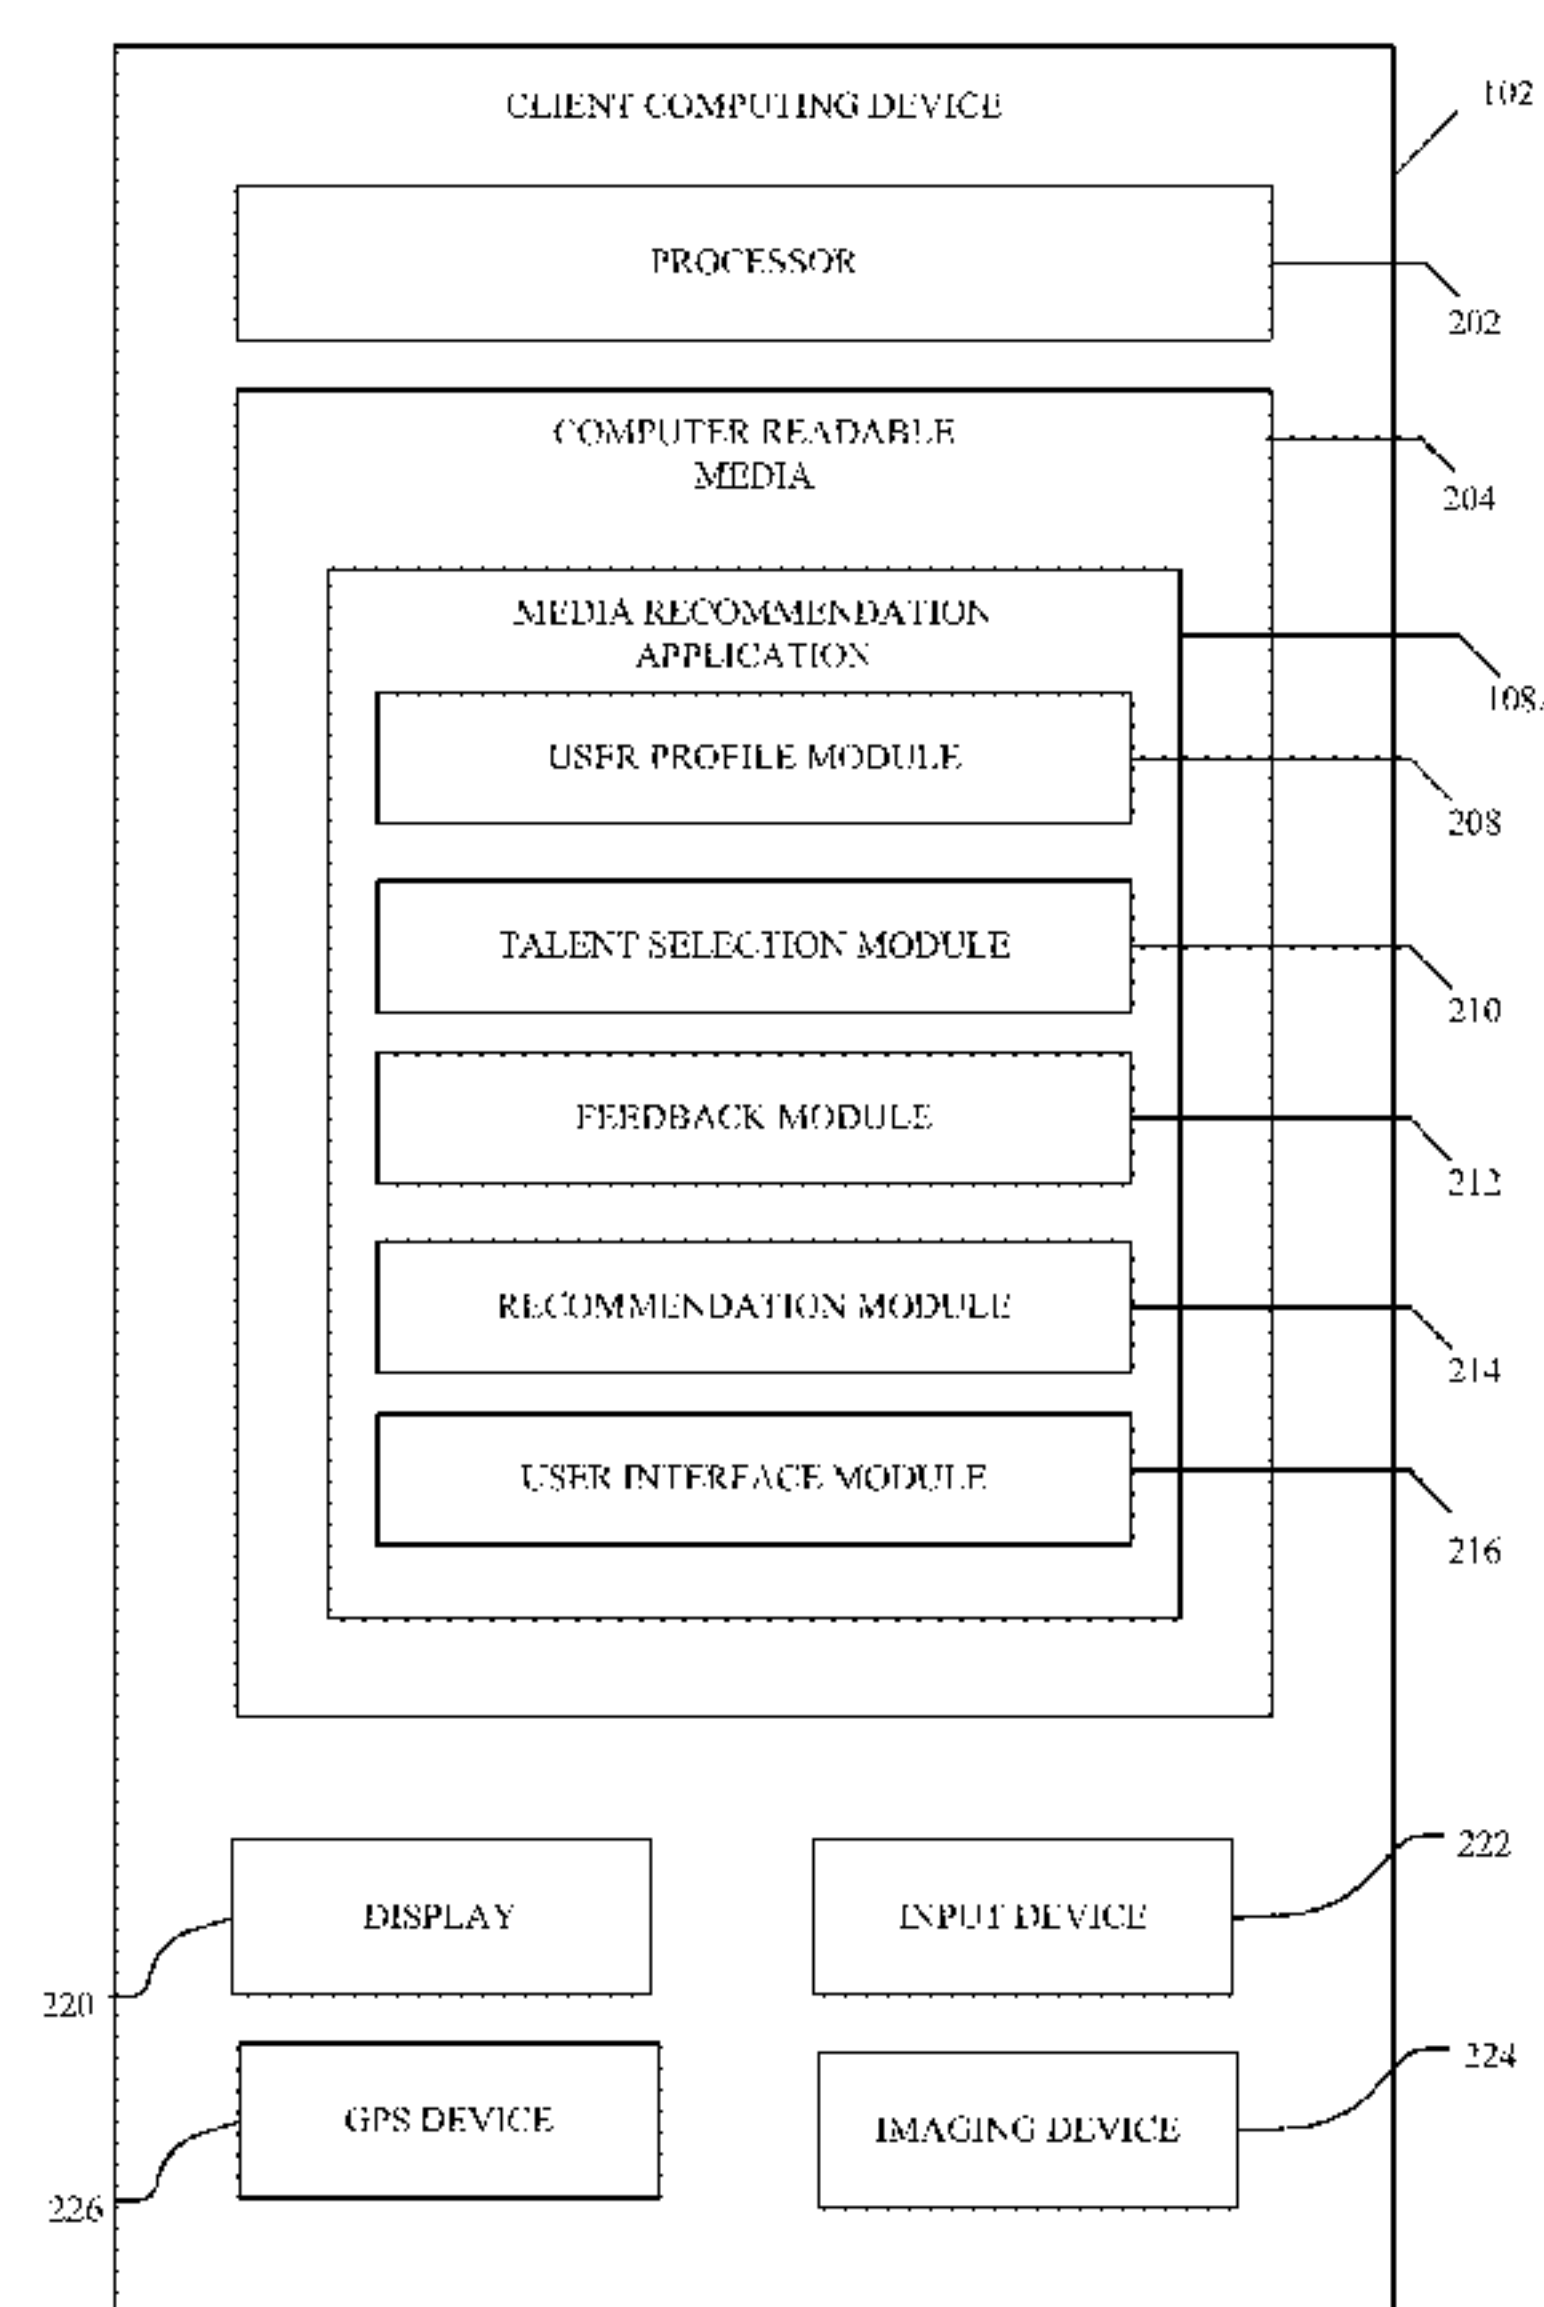 CLIENT COMPUTING DEVICE
102
PROCESSOR
202
COMPUTER READABLE
MEDIA
204
MEDIA RECOMMENDATION
APPLICATION
108
USER PROFILE MODULE
208
TALENT SELECTION MODULE
210
FEEDBACK MODULE
212
RECOMMENDATION MODULE
214
USER INTERFACE MODULE
216
DISPLAY
220
INPUT DEVICE
222
GPS DEVICE
226
IMAGING DEVICE
224